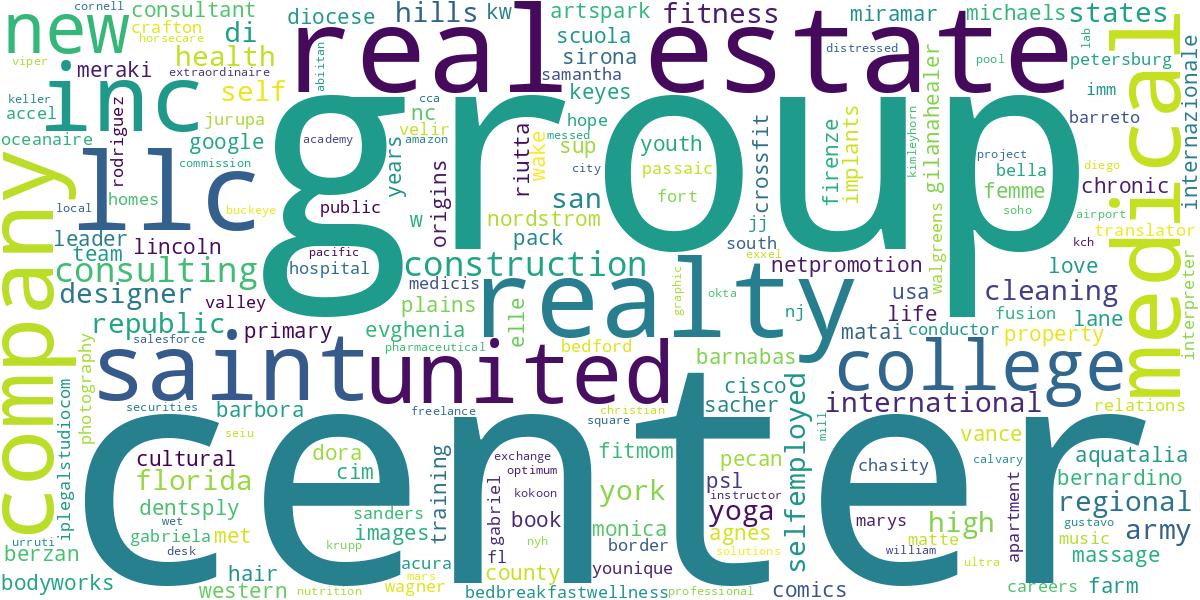 cornell
new
crafton
consultant
horsecare
di
diocese
hills
kw
artspark
fitness
miramar
michaels
states
viper
health
meraki
extraordinaire
abiitan
real estate
scuola
sirona
samantha
distressed
pool
lab
petersburg
internazionale
keller
accel
inc
self
keyes
imm
oceanaire
rodriguez
jurupa
google
commission
academy
cca
nc
velir
amazon
years
group
messed
hope
sup
wake
riutta
youth
passaic
fort
city
crossfit
firenze
implants
kimleyhorn
gillanahealer
walgreens
project
bella
femme
soho
barreto
diego
chronic
airport
translator
medical
company
llc
local
homes
buckeye
public
w
origins
san
nordstrom
pack
jj
south
exxel
kch
leader
team
lincoln
consulting
pacific
hospital
construction
medicis
netpromotion
love
designer
valley
plains
realty
graphic
okta
nj
usa
life
cleaning
fusion
lane
interpreter
republic
primary
evghenia
elle
matai
conductor
property
salesforce
pharmaceutical
bedford
barnabas
photography
saint
united
college
cisco
sacher
iplegalstudiocom
securities
barbora
freelance
christian
square
selfemployed
mill
international
relations
center
seiu
cultural
florida
dora
cim
training
exchange
optimum
kokoon
gabriel
book
nyh
fl
fitmom
york
monica
border
younique
pecan
psl
instructor
yoga
agnes
solutions
chasity
vance
calvary
aquatalia
bernardino
regional
dentsply
wet
gabriela
met
desk
sanders
images
krupp
marys
high
matte
william
ultra
apartment
gustavo
music
army
massage
urruti
berzan
bodyworks
hair
western
nutrition
acura
mars
wagner
county
bedbreakfastwellness
professional
comics
careers
farm